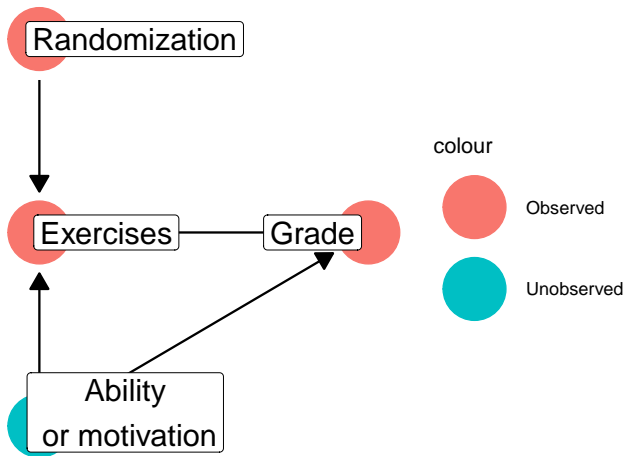 Randomization
colour
Observed
Exercises
Grade
Unobserved
Ability
or motivation